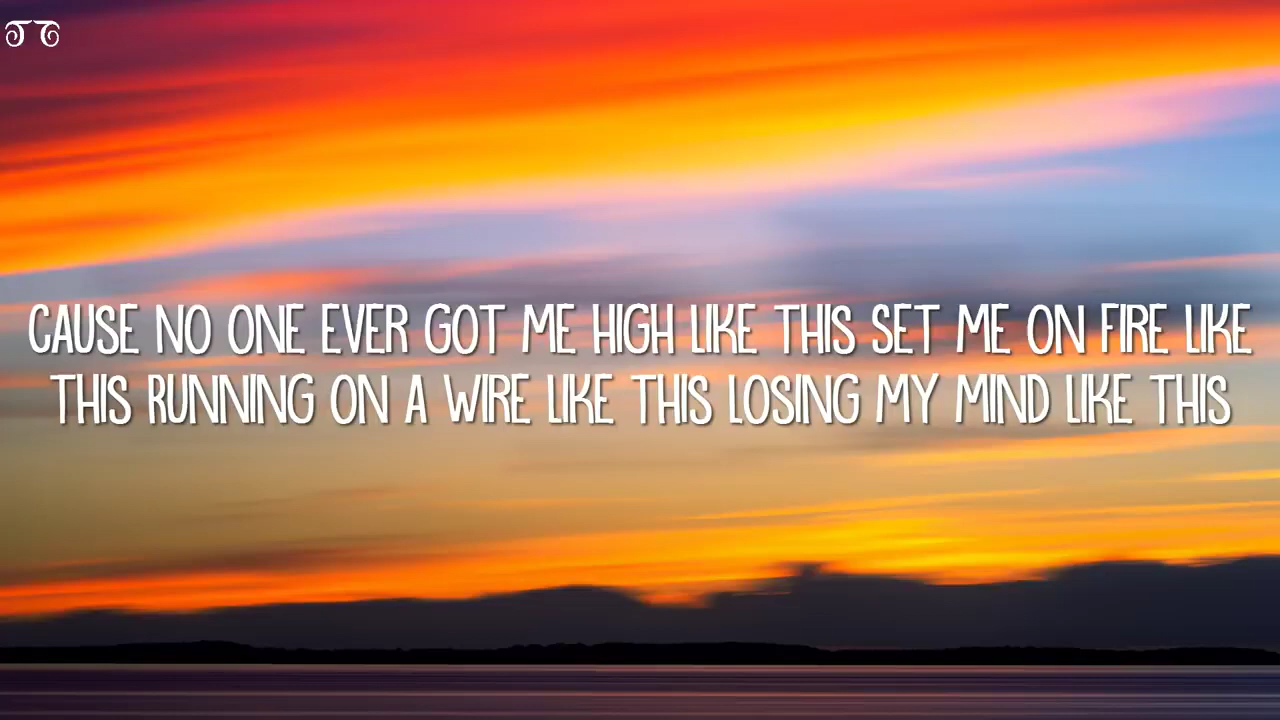 CAUSE NO ONE EVER GOT ME HIGH LIKE THIS SET ME ON FIRE LIKE
THIS RUNNING ON A WIRE LIKE THIS LOSING MY MIND LIKE THIS